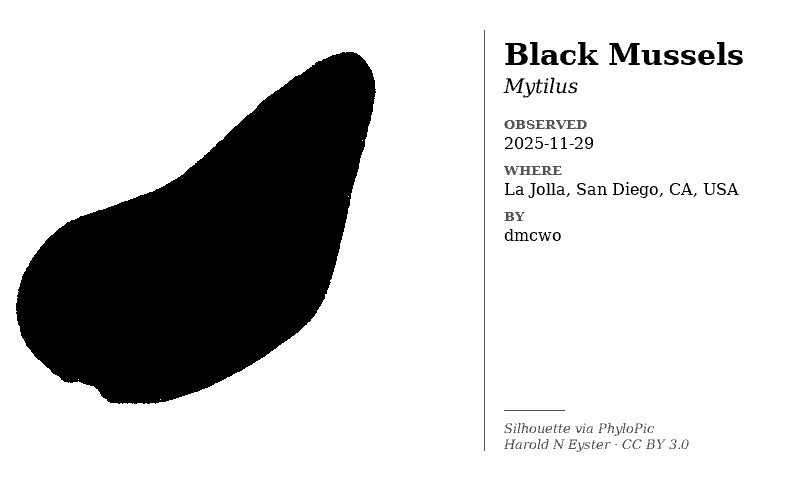 Black Mussels
Mytilus
OBSERVED
2025-11-29
WHERE
La Jolla, San Diego, CA, USA
BY
dmcwo
Silhouette via PhyloPic
Harold N Eyster · CC BY 3.0